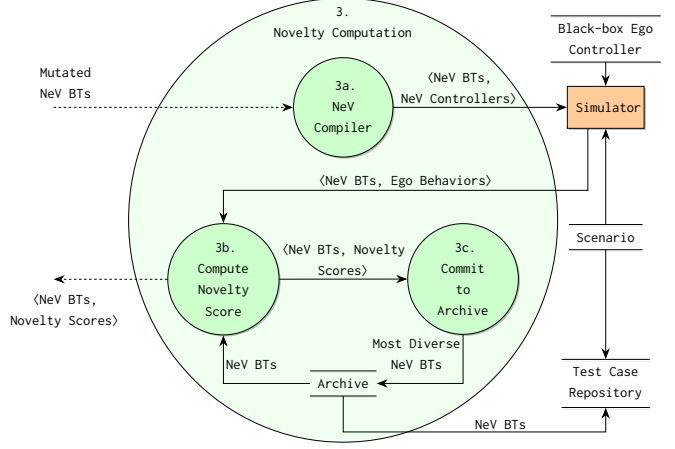 3.
Novelty Computation
Black-box Ego
Controller
Mutated
NeV BTs
3a.
NeV
Compiler
⟨NeV BTs,
NeV Controllers⟩
Simulator
⟨NeV BTs, Ego Behaviors⟩
3b.
Compute
Novelty
Score
⟨NeV BTs, Novelty
Scores⟩
3c.
Commit
to
Archive
Scenario
⟨NeV BTs,
Novelty Scores⟩
Most Diverse
NeV BTs
NeV BTs
Archive
Test Case
Repository
NeV BTs